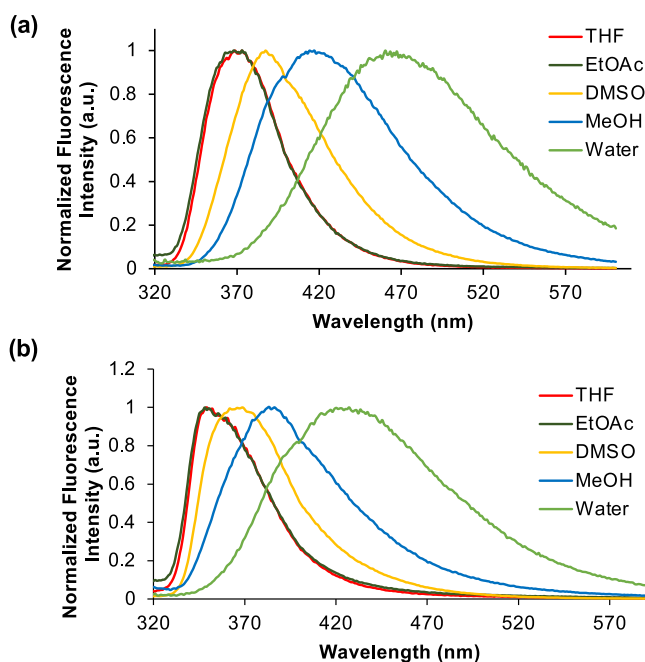 (a)
Normalized Fluorescence
Intensity (a.u.)
1
0.8
0.6
0.4
0.2
0
320 370 420 470 520 570
Wavelength (nm)
THF
EtOAc
DMSO
MeOH
Water
(b)
Normalized Fluorescence
Intensity (a.u.)
1.2
1
0.8
0.6
0.4
0.2
0
320 370 420 470 520 570
Wavelength (nm)
THF
EtOAc
DMSO
MeOH
Water